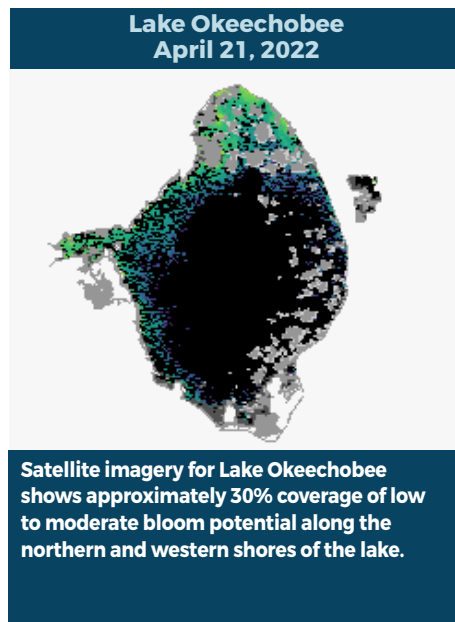 Lake Okeechobee
April 21, 2022
Satellite imagery for Lake Okeechobee
shows approximately 30% coverage of low
to moderate bloom potential along the
northern and western shores of the lake.